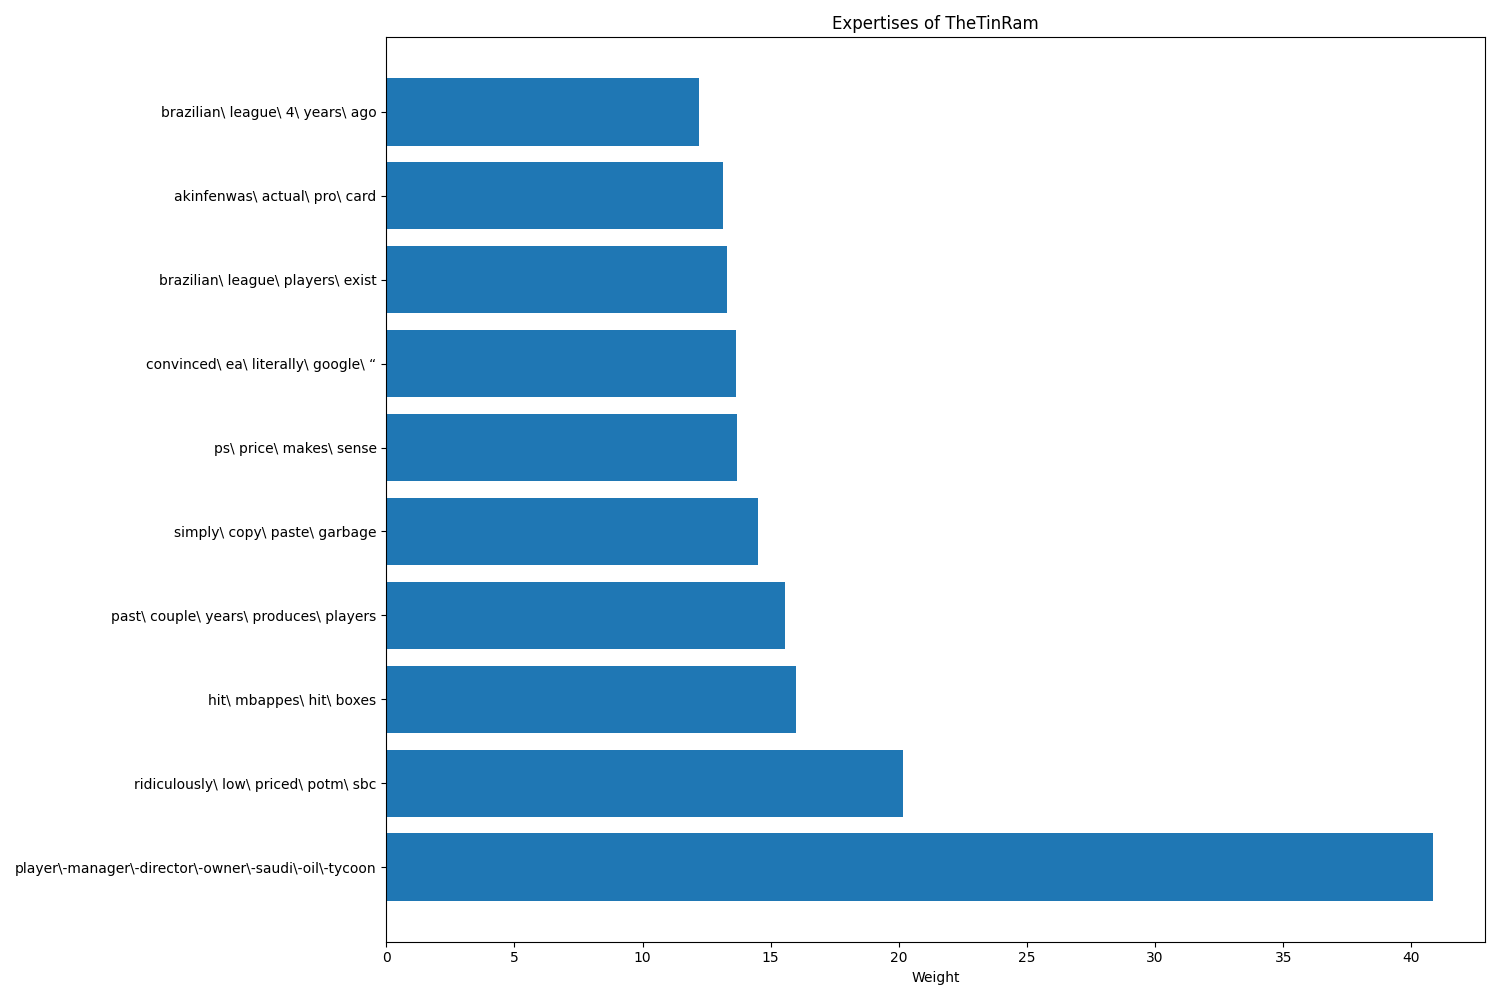 Expertises of TheTinRam
brazilian\ league\ 4\ years\ ago
akinfenwas\ actual\ pro\ card
brazilian\ league\ players\ exist
convinced\ ea\ literally\ google\ “
ps\ price\ makes\ sense
simply\ copy\ paste\ garbage
past\ couple\ years\ produces\ players
hit\ mbappes\ hit\ boxes
ridiculously\ low\ priced\ potm\ sbc
player\-manager\-director\-owner\-saudi\-oil\-tycoon
0 5 10 15 20 25 30 35 40
Weight